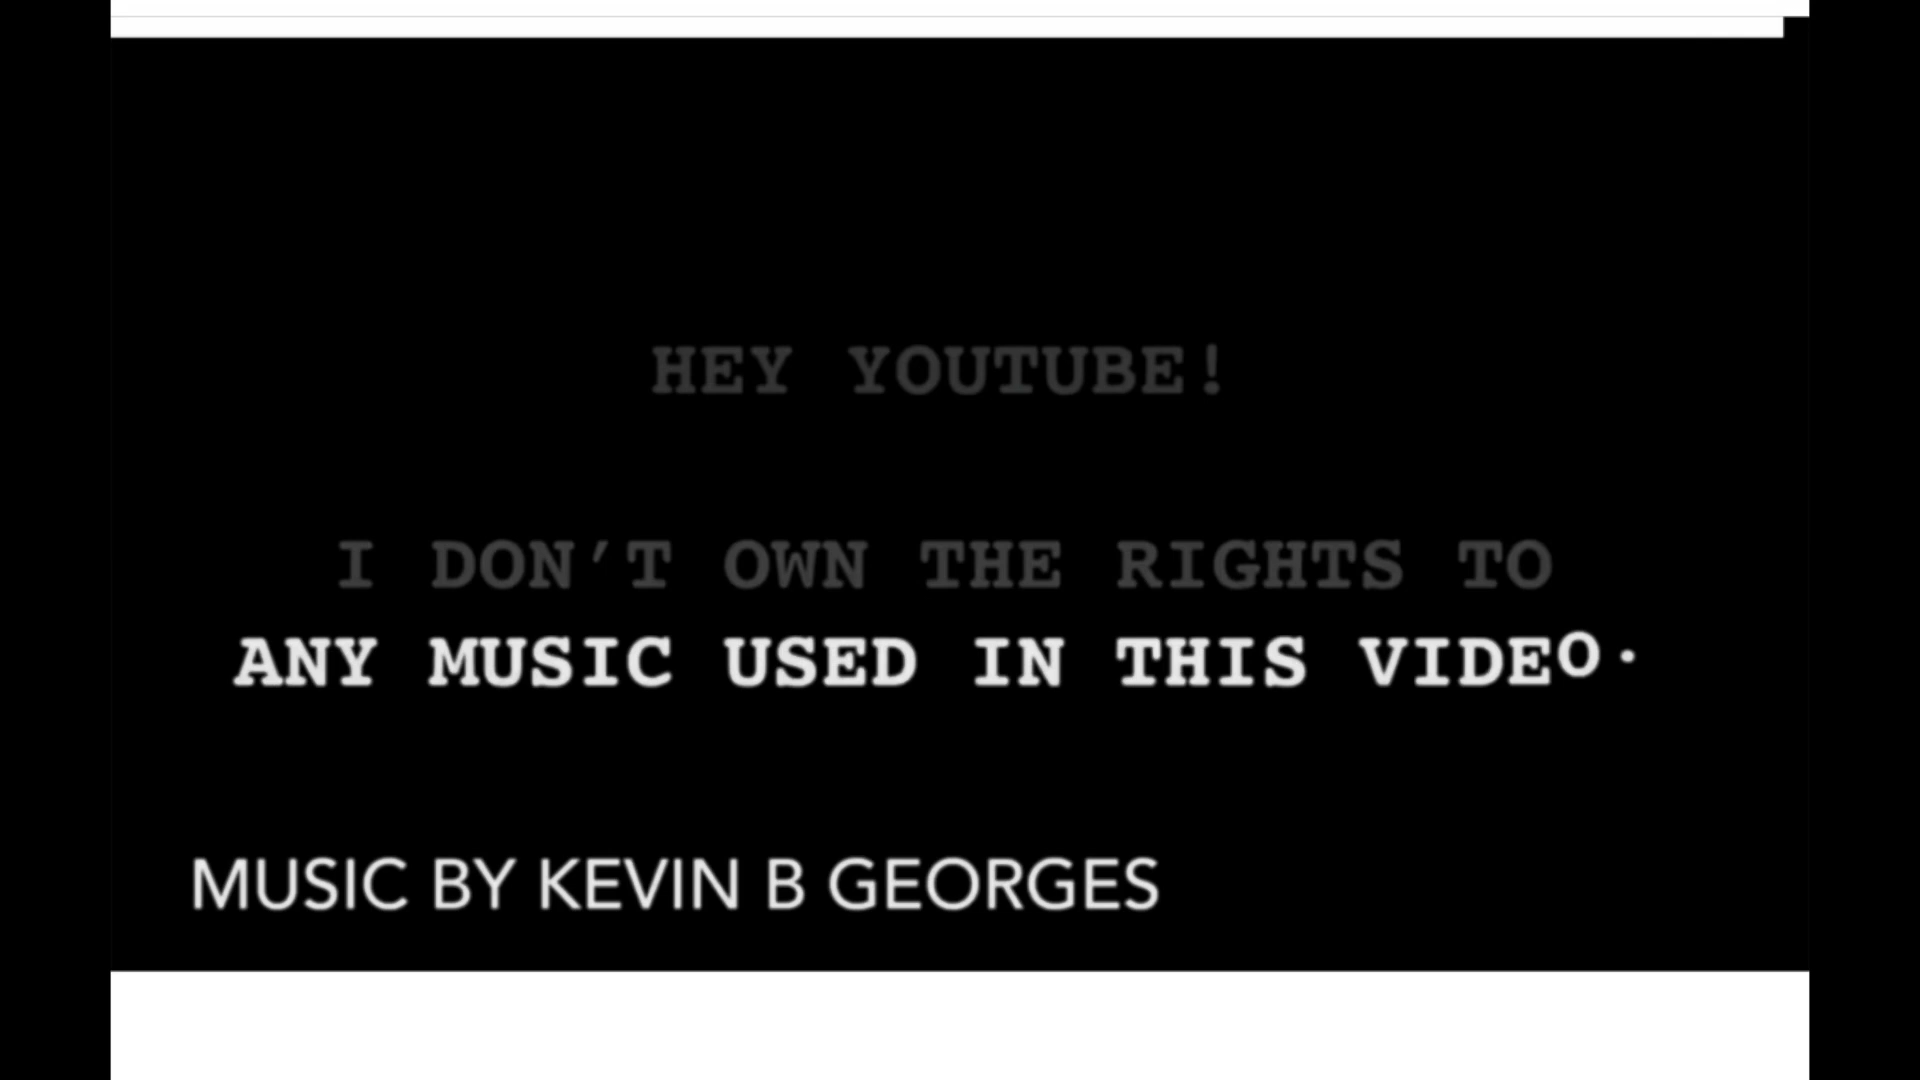 HEY YOUTUBE!
I DON'T OWN THE RIGHTS TO
ANY MUSIC USED IN THIS VIDEO.
MUSIC BY KEVIN B GEORGES